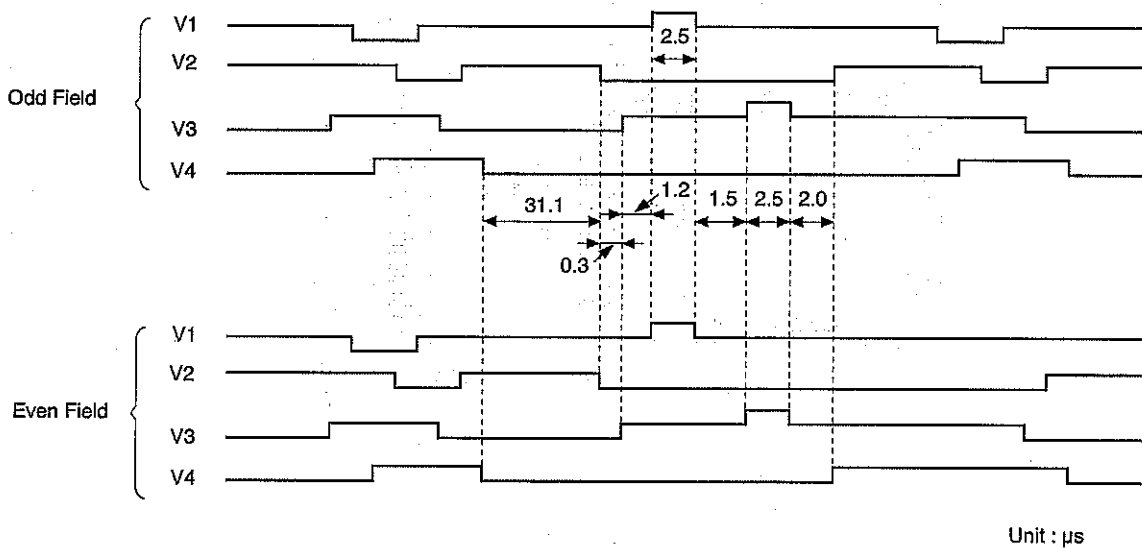 V1
2.5
V2
Odd Field
V3
V4
1.2
31.1
1.5
2.5
2.0
0.3
V1
V2
Even Field
V3
V4
Unit : μs